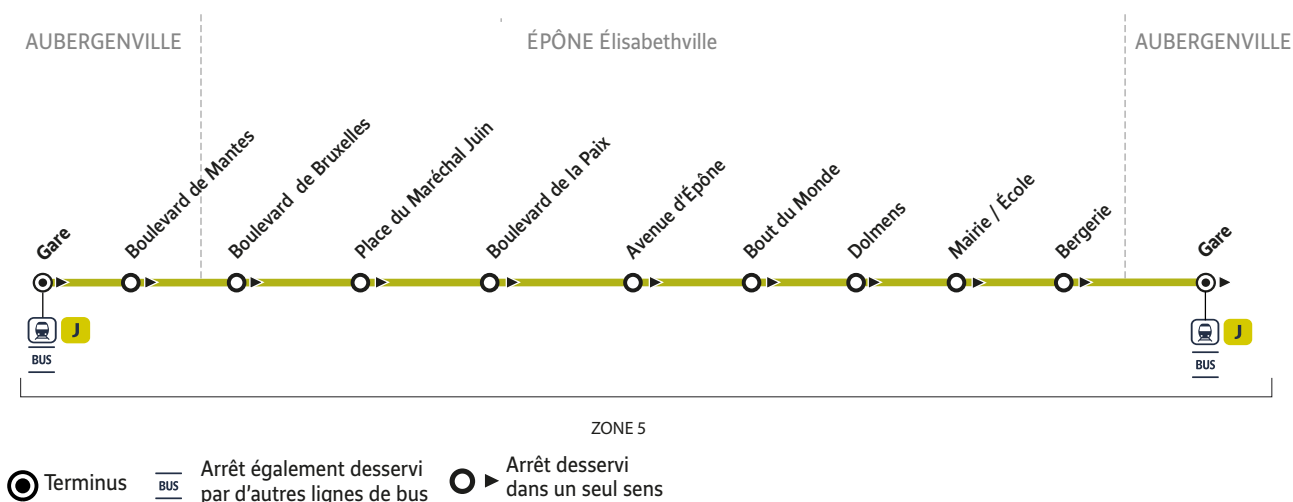 AUBERGENVILLE
ÉPÔNE Élisabethville
AUBERGENVILLE
Gare
Boulevard de Mantes
Boulevard de Bruxelles
Place du Maréchal Juin
Boulevard de la Paix
Avenue d'Épône
Bout du Monde
Dolmens
Mairie / École
Bergerie
Gare
J
BUS
J
BUS
ZONE 5
Terminus
BUS
Arrêt également desservi
par d'autres lignes de bus
Arrêt desservi
dans un seul sens